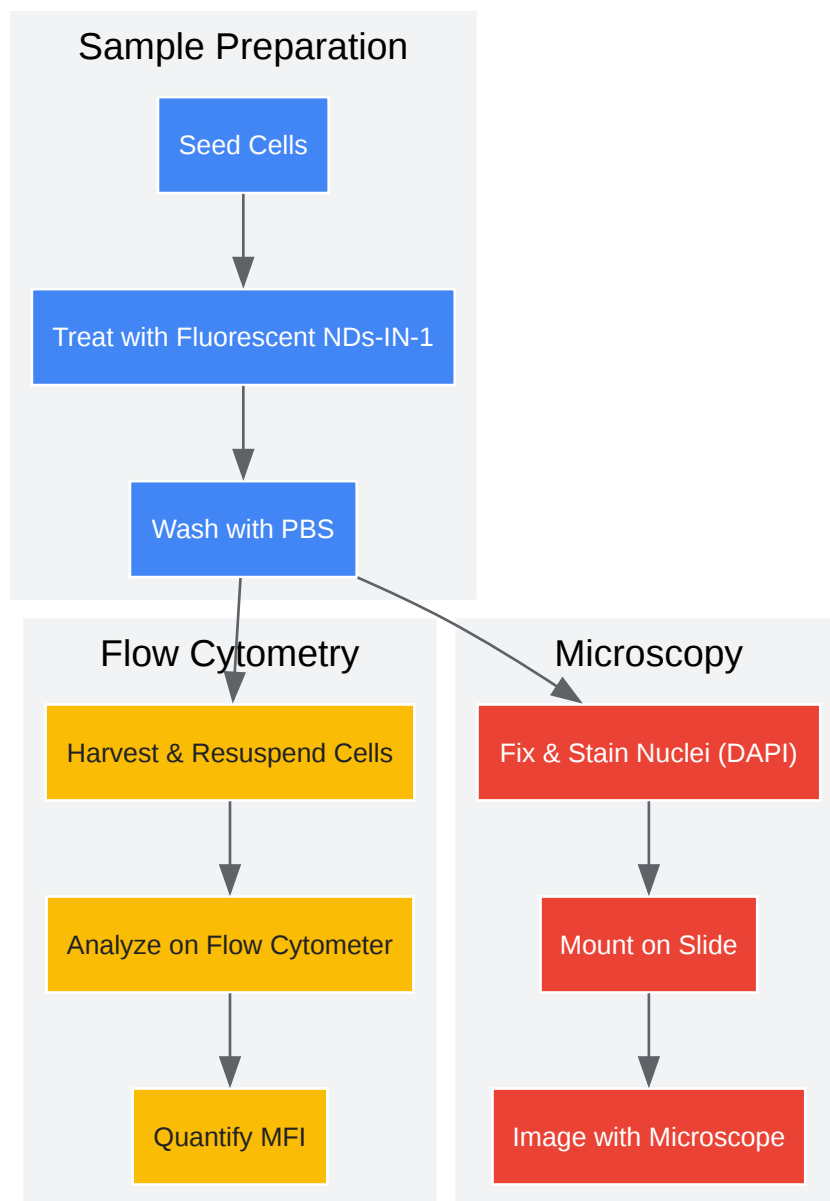 Sample Preparation
Seed Cells
Treat with Fluorescent NDs-IN-1
Wash with PBS
Flow Cytometry
Harvest & Resuspend Cells
Analyze on Flow Cytometer
Quantify MFI
Microscopy
Fix & Stain Nuclei (DAPI)
Mount on Slide
Image with Microscope